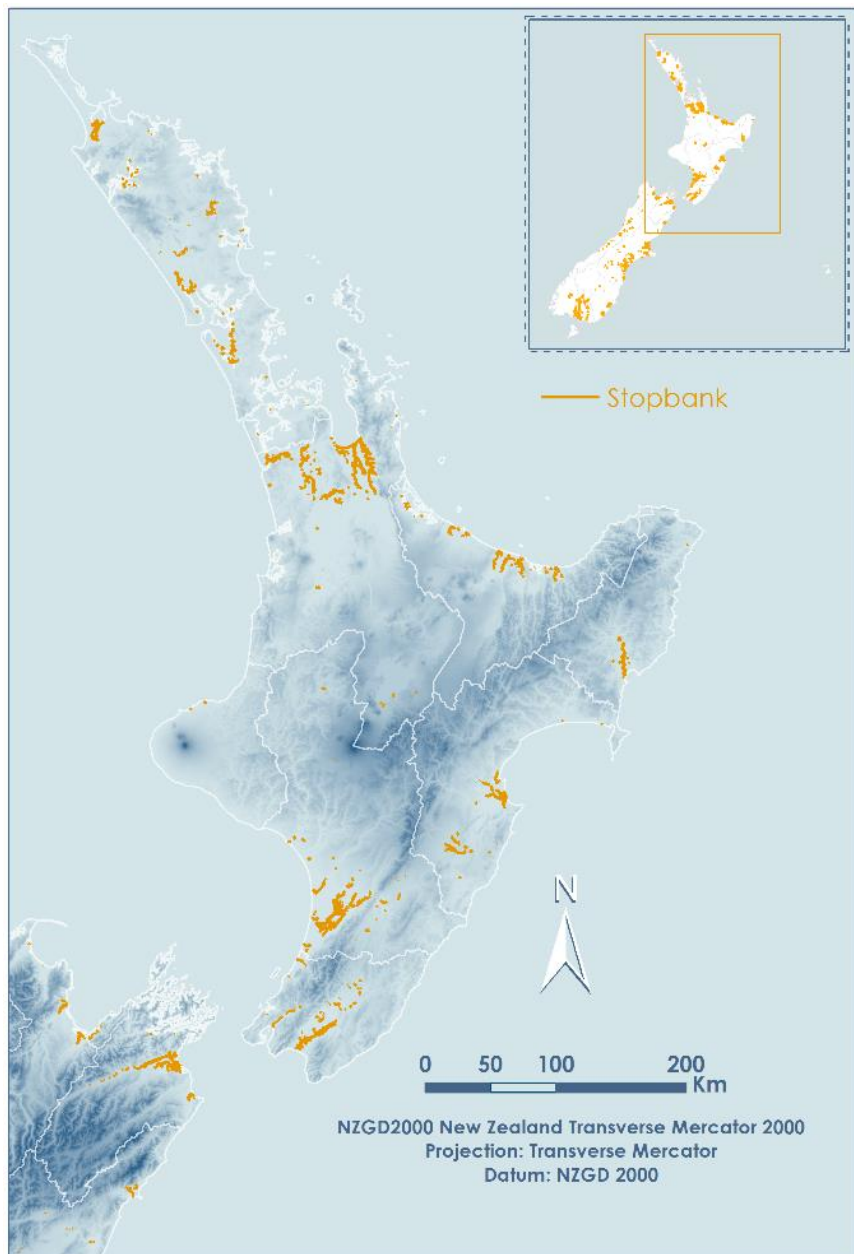 Stopbank
N
0 50 100 200
Km
NZGD2000 New Zealand Transverse Mercator 2000
Projection: Transverse Mercator
Datum: NZGD 2000